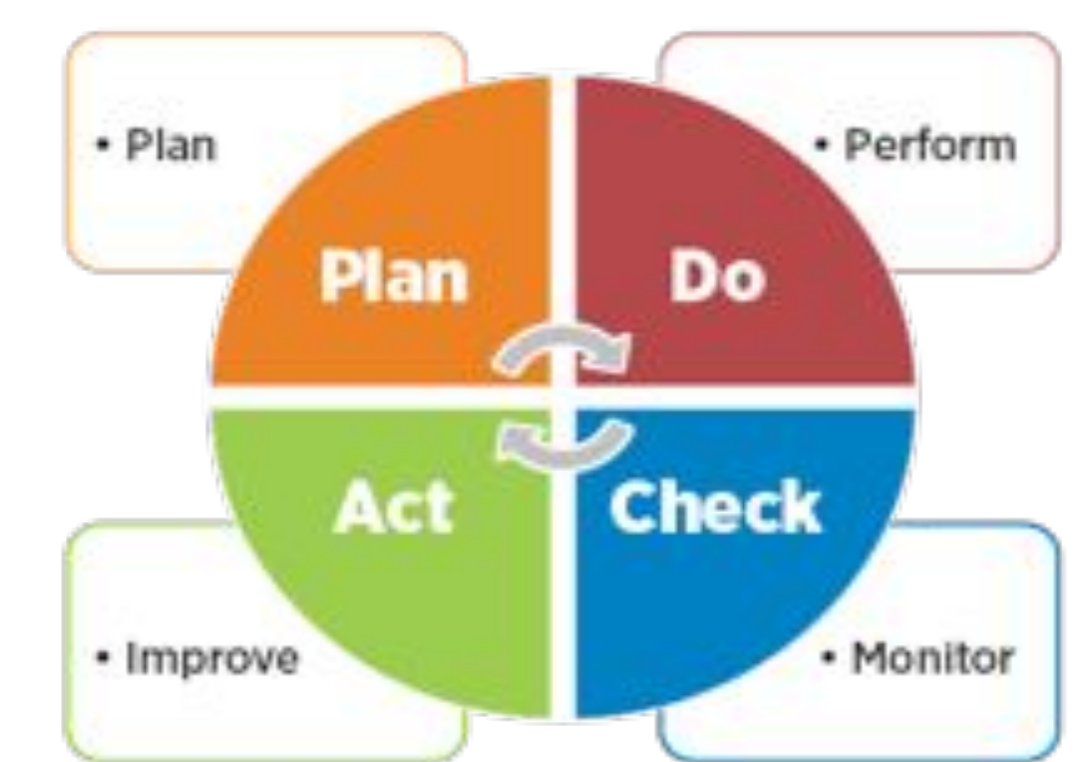 • Plan
• Perform
Plan
Do
Act
Check
• Improve
• Monitor